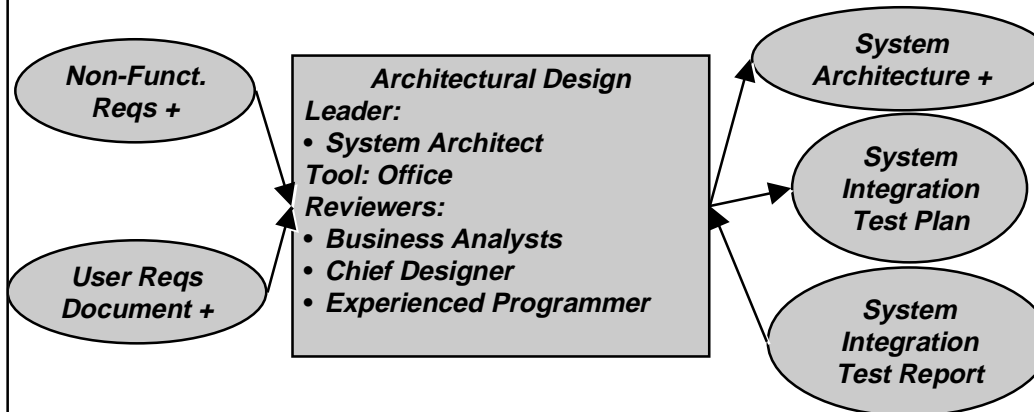 Non-Funct.
Reqs +
User Reqs
Document +
Architectural Design
Leader:
• System Architect
Tool: Office
Reviewers:
• Business Analysts
• Chief Designer
• Experienced Programmer
System
Architecture +
System
Integration
Test Plan
System
Integration
Test Report